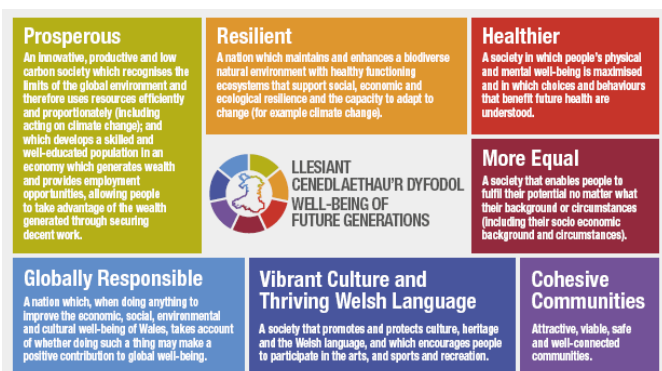 Prosperous
An innovative, productive and low
carbon society which recognises the
limits of the global environment and
therefore uses resources efficiently
and proportionately (including
acting on climate change); and
which develops a skilled and
well-educated population in an
economy which generates wealth
and provides employment
opportunities, allowing people
to take advantage of the wealth
generated through securing
decent work.
Resilient
A nation which maintains and enhances a biodiverse
natural environment with healthy functioning
ecosystems that support social, economic and
ecological resilience and the capacity to adapt to
change (for example climate change).
Healthier
A society in which people's physical
and mental well-being is maximised
and in which choices and behaviours
that benefit future health are
understood.
LLESIANT
CENEDLAETHAU'R DYFODOL
WELL-BEING OF
FUTURE GENERATIONS
More Equal
A society that enables people to
fulfil their potential no matter what
their background or circumstances
(including their socio economic
background and circumstances).
Globally Responsible
A nation which, when doing anything to
improve the economic, social, environmental
and cultural well-being of Wales, takes account
of whether doing such a thing may make a
positive contribution to global well-being.
Vibrant Culture and
Thriving Welsh Language
A society that promotes and protects culture, heritage
and the Welsh language, and which encourages people
to participate in the arts, and sports and recreation.
Cohesive
Communities
Attractive, viable, safe
and well-connected
communities.